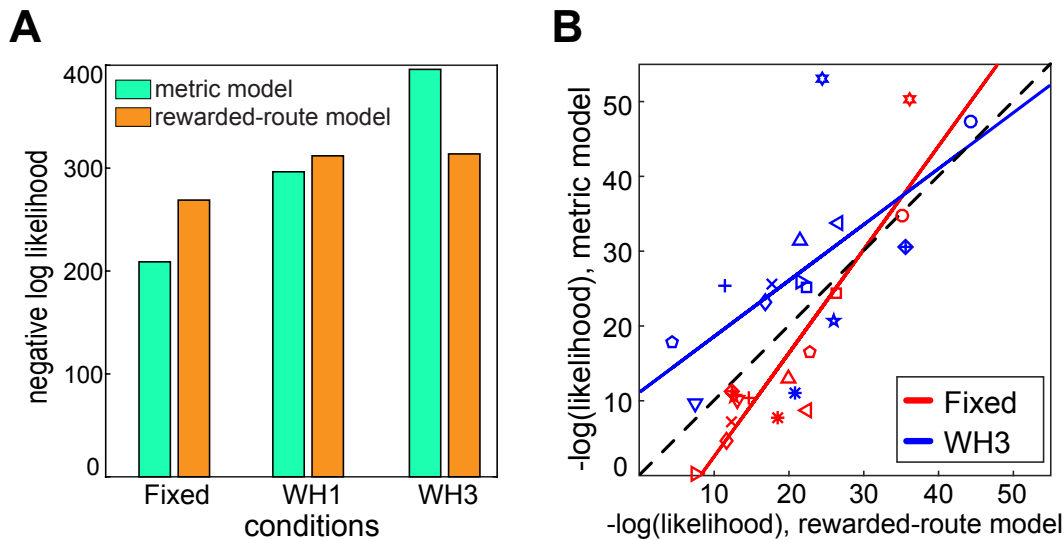 A
negative log likelihood
400
300
200
100
0
metric model
rewarded-route model
Fixed WH1 WH3
conditions
B
-log(likelihood), metric model
50
40
30
20
10
0
Fixed
WH3
10 20 30 40 50
-log(likelihood), rewarded-route model